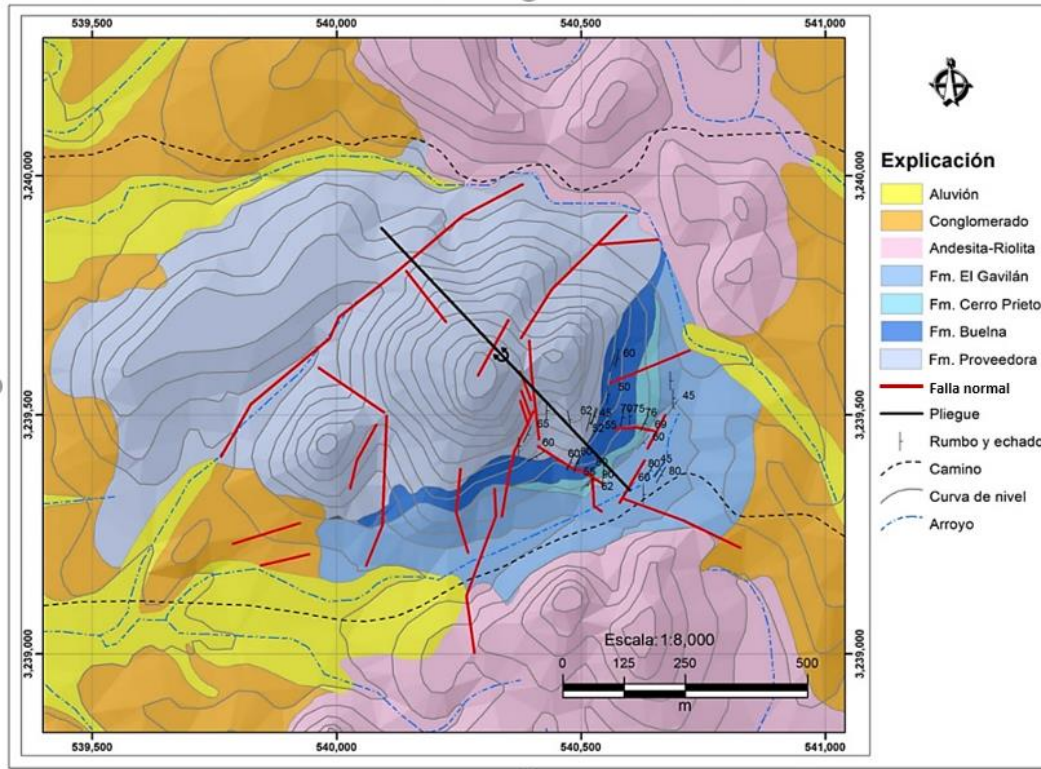 539,500 540,000 540,500 541,000
3,240,000 3,240,000
3,239,500 3,239,500
3,239,000 3,239,000
Explicación
Aluvión
Conglomerado
Andesita-Riolita
Fm. El Gavilán
Fm. Cerro Prieto
Fm. Buelna
Fm. Proveedora
Falla normal
Pliegue
Rumbo y echado
Camino
Curva de nivel
Arroyo
60
50
45
62 45 70 75 76
65 52 55 69
60 60
60 80 45
80
60
62
Escala:1:8,000
0 125 250 500
m
539,500 540,000 540,500 541,000